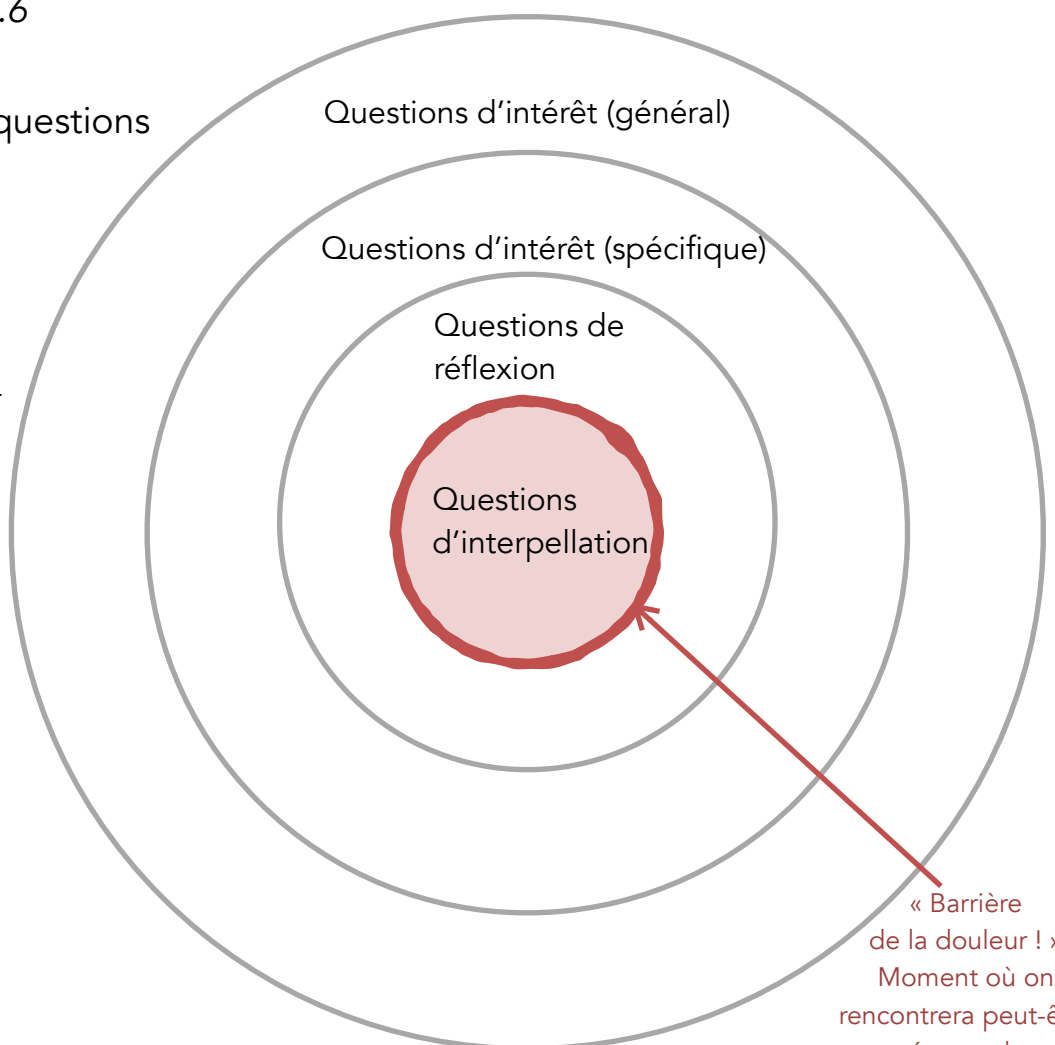 .6
questions
Questions d’intérêt (général)
Questions d’intérêt (spécifique)
Questions de
réflexion
Questions
d’interpellation
« Barrière
de la douleur ! »
Moment où on
rencontrera